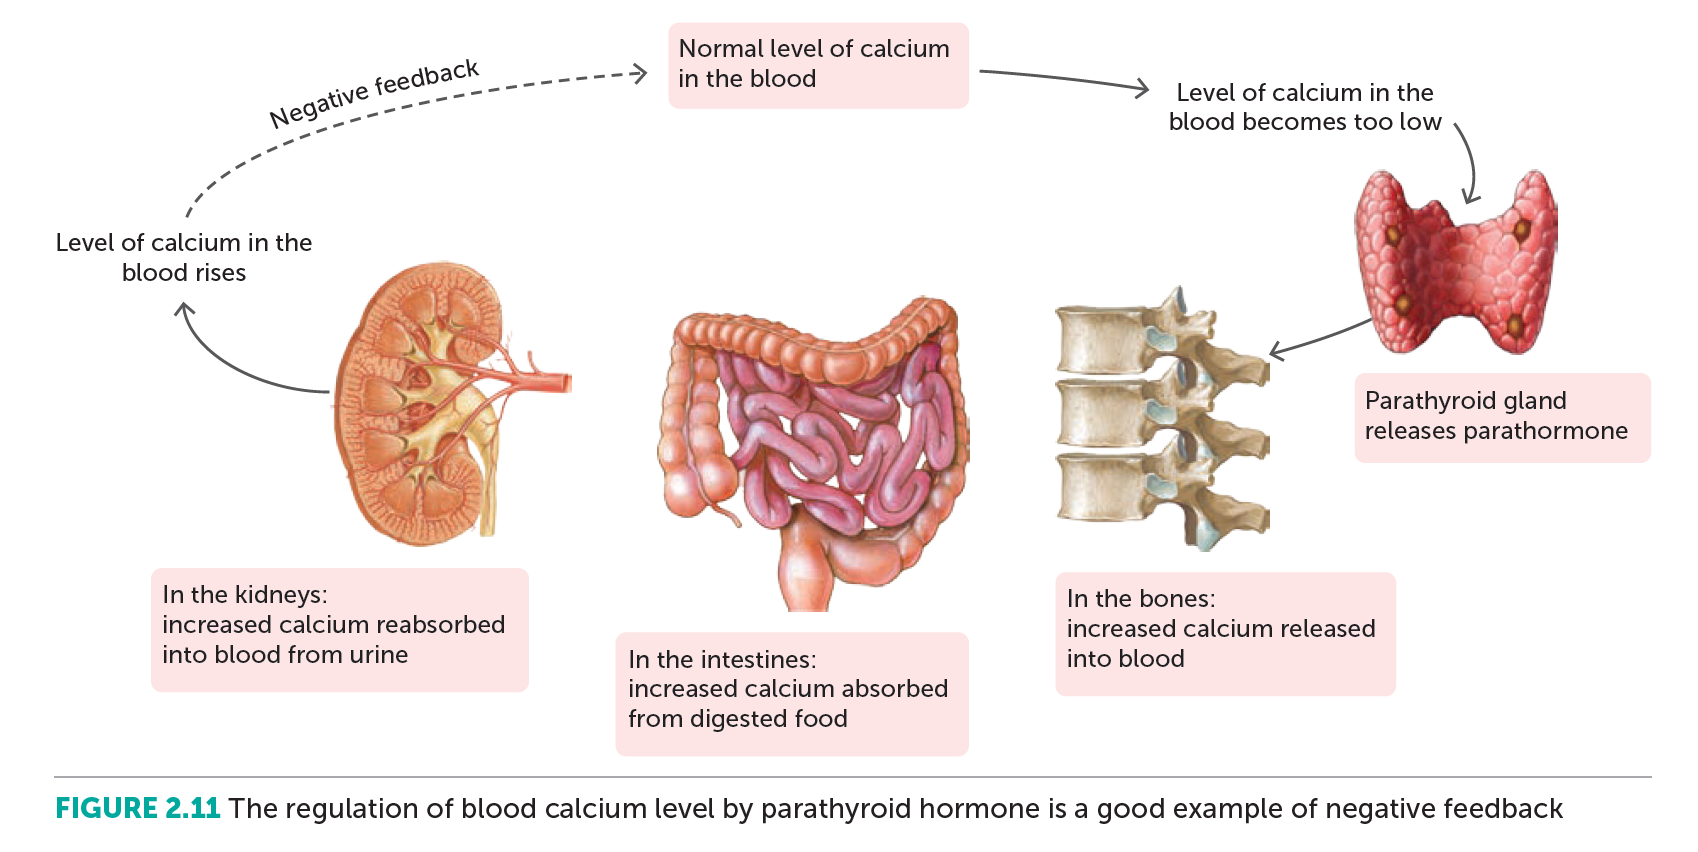 Negative feedback
Normal level of calcium
in the blood
Level of calcium in the
blood becomes too low
Level of calcium in the
blood rises
Parathyroid gland
releases parathormone
In the kidneys:
increased calcium reabsorbed
into blood from urine
In the intestines:
increased calcium absorbed
from digested food
In the bones:
increased calcium released
into blood
FIGURE 2.11 The regulation of blood calcium level by parathyroid hormone is a good example of negative feedback